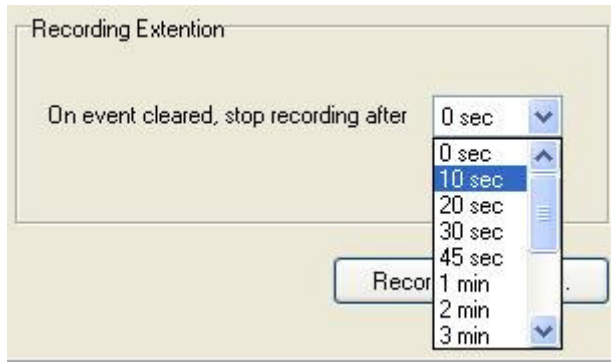 Recording Extention
On event cleared, stop recording after 0 sec
0 sec
10 sec
20 sec
30 sec
45 sec
1 min
2 min
3 min